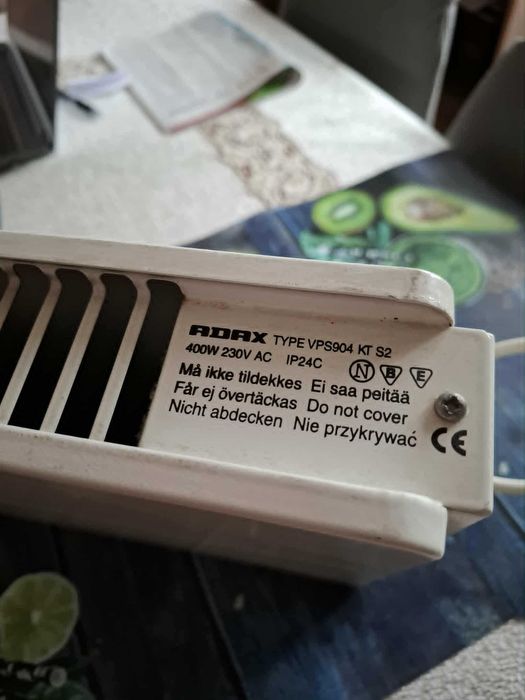 ADAX TYPE VPS904 KT S2
400W 230V AC IP24C N B E
Må ikke tildekkes Ei saa peitää
Får ej övertäckas Do not cover
Nicht abdecken Nie przykrywać CE